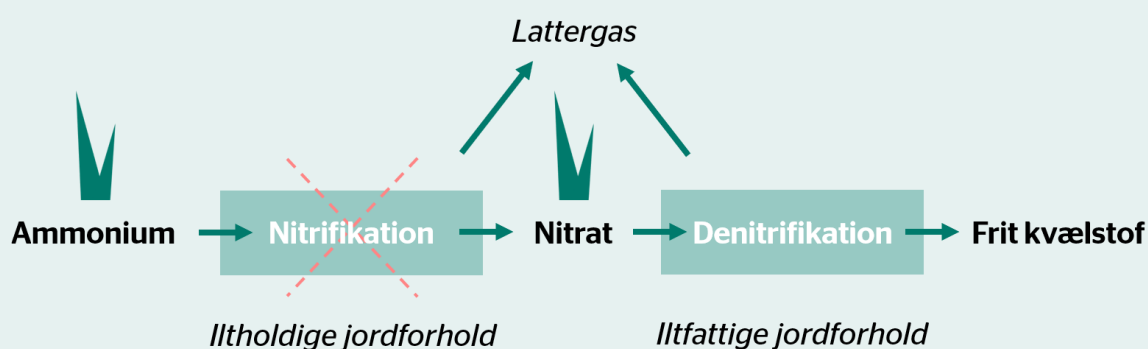 Lattergas
Ammonium
Nitrifikation
Nitrat
Denitrifikation
Frit kvælstof
Iltholdige jordforhold
Iltfattige jordforhold